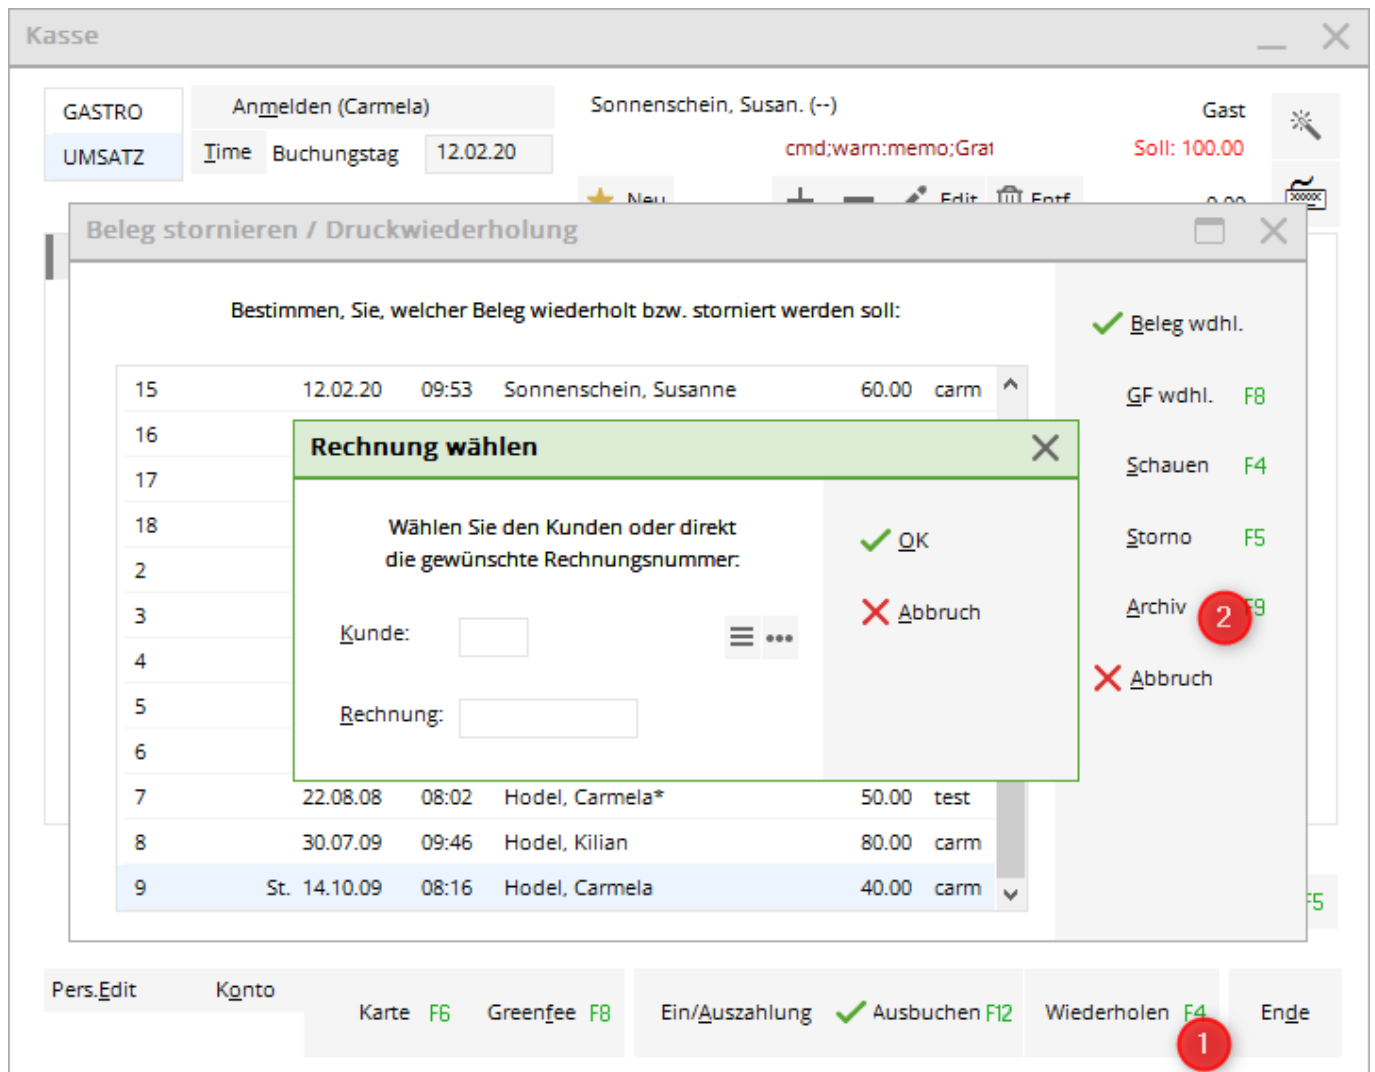 Kasse
GASTRO
UMSATZ
Anmelden (Carmela)
Time Buchungstag 12.02.20
Sonnenschein, Susan. (--)
Gast
cmd;warn:memo;Grat
Soll: 100.00
Neu
Edit
Entf
0.00
Beleg stornieren / Druckwiederholung
Bestimmen, Sie, welcher Beleg wiederholt bzw. storniert werden soll:
15 12.02.20 09:53 Sonnenschein, Susanne 60.00 carm
16
17
18
2
3
4
5
6
7 22.08.08 08:02 Hodel, Carmela* 50.00 test
8 30.07.09 09:46 Hodel, Kilian 80.00 carm
9 St. 14.10.09 08:16 Hodel, Carmela 40.00 carm
Rechnung wählen
Wählen Sie den Kunden oder direkt
die gewünschte Rechnungsnummer:
Kunde:
Rechnung:
OK
Abbruch
Beleg wdhl.
GF wdhl. F8
Schauen F4
Storno F5
Archiv 2 F9
Abbruch
F5
Pers.Edit
Konto
Karte F6
Greenfee F8
Ein/Auszahlung
Ausbuchen F12
Wiederholen F4
1
Ende